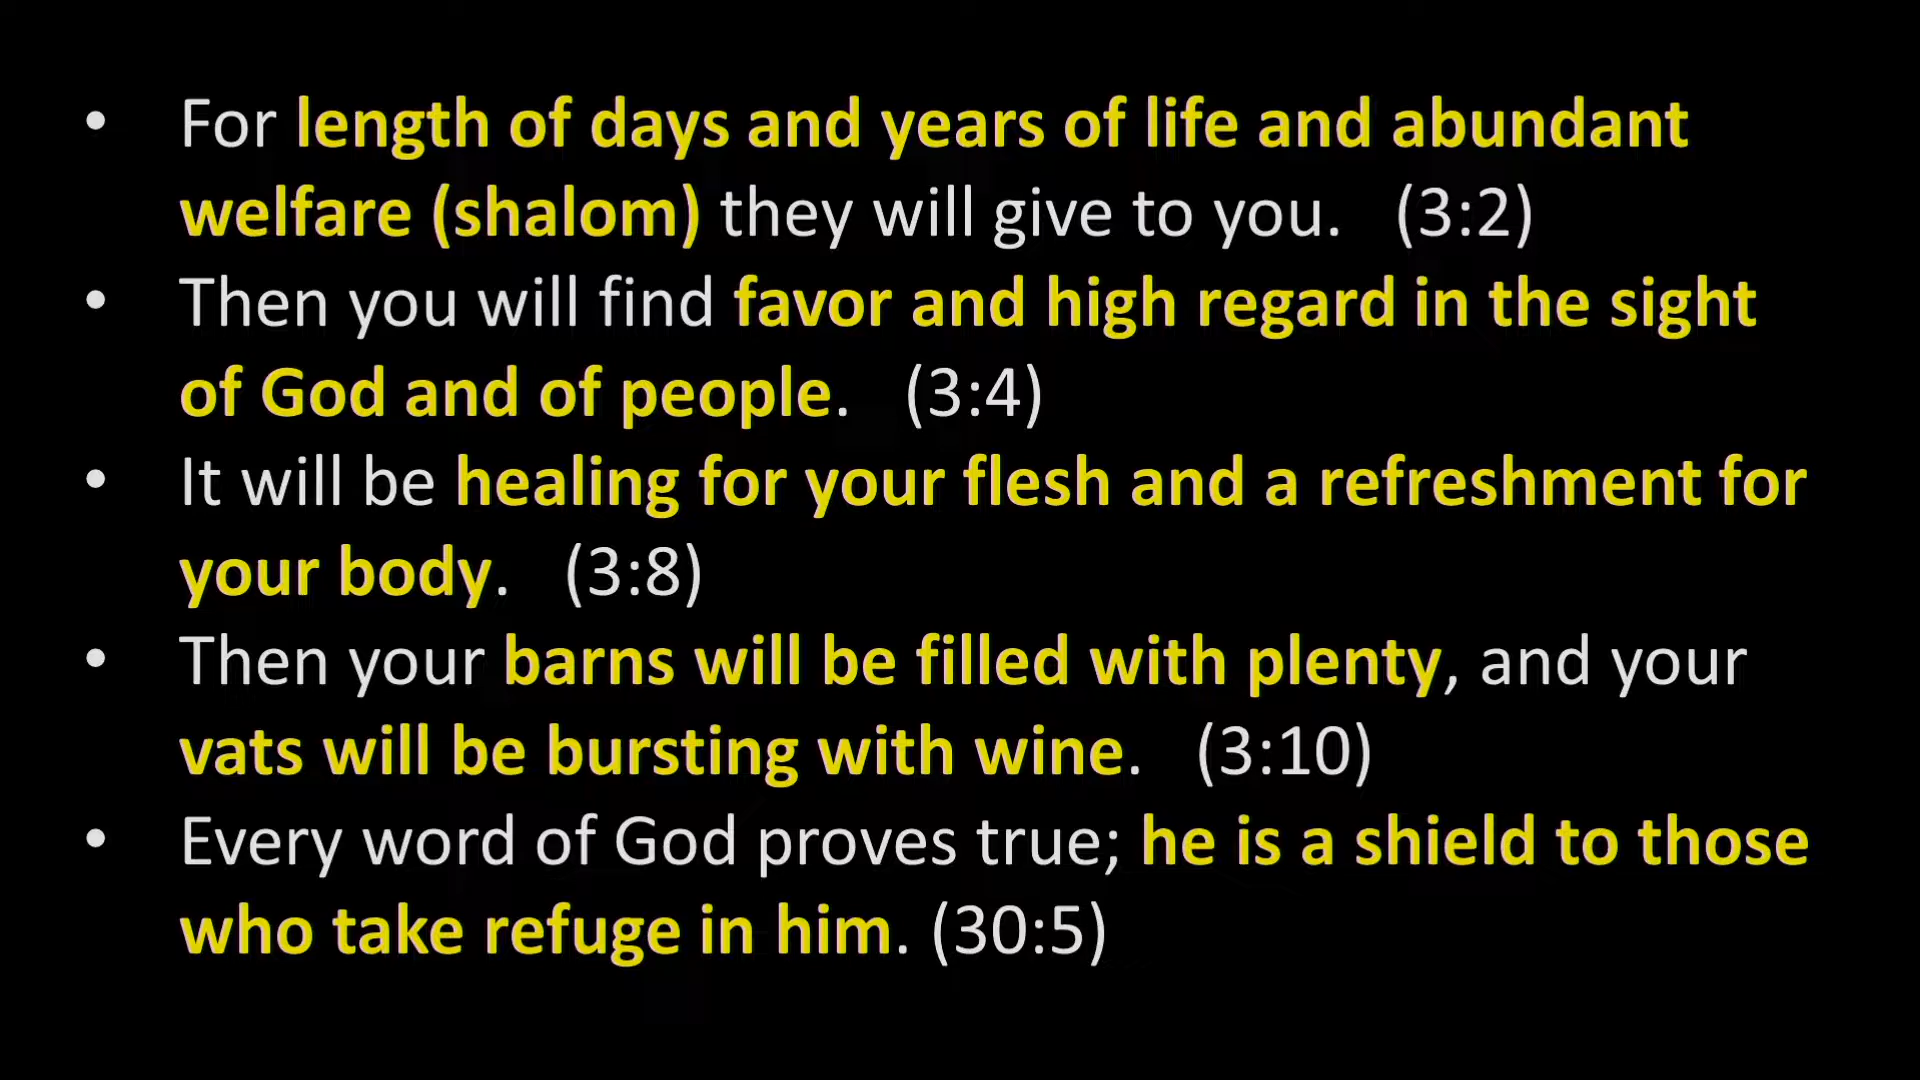 • For length of days and years of life and abundant
welfare (shalom) they will give to you. (3:2)
• Then you will find favor and high regard in the sight
of God and of people. (3:4)
• It will be healing for your flesh and a refreshment for
your body. (3:8)
• Then your barns will be filled with plenty, and your
vats will be bursting with wine. (3:10)
• Every word of God proves true; he is a shield to those
who take refuge in him. (30:5)